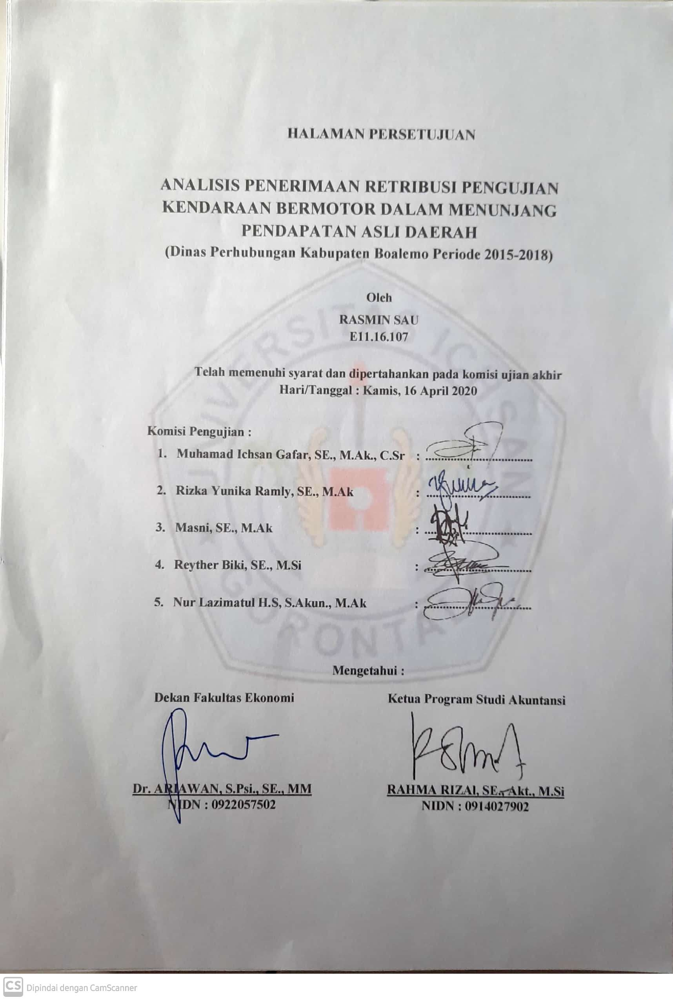 HALAMAN PERSETUJUAN
ANALISIS PENERIMAAN RETRIBUSI PENGUJIAN
KENDARAAN BERMOTOR DALAM MENUNJANG
PENDAPATAN ASLI DAERAH
(Dinas Perhubungan Kabupaten Boalemo Periode 2015-2018)
Oleh
RASMIN SAU
E11.16.107
Telah memenuhi syarat dan dipertahankan pada komisi ujian akhir
Hari/Tanggal : Kamis, 16 April 2020
Komisi Pengujian :
1. Muhamad Ichsan Gafar, SE., M.Ak., C.Sr :
2. Rizka Yunika Ramly, SE., M.Ak :
3. Masni, SE., M.Ak :
4. Reyther Biki, SE., M.Si :
5. Nur Lazimatul H.S, S.Akun., M.Ak :
UNIVERSITAS ICHSAN
GORONTALO
Mengetahui :
Dekan Fakultas Ekonomi
Ketua Program Studi Akuntansi
Dr. ARIAWAN, S.Psi., SE., MM
RAHMA RIZAl, SE., Akt., M.Si
NIDN : 0922057502
NIDN : 0914027902
CS Dipindai dengan CamScanner